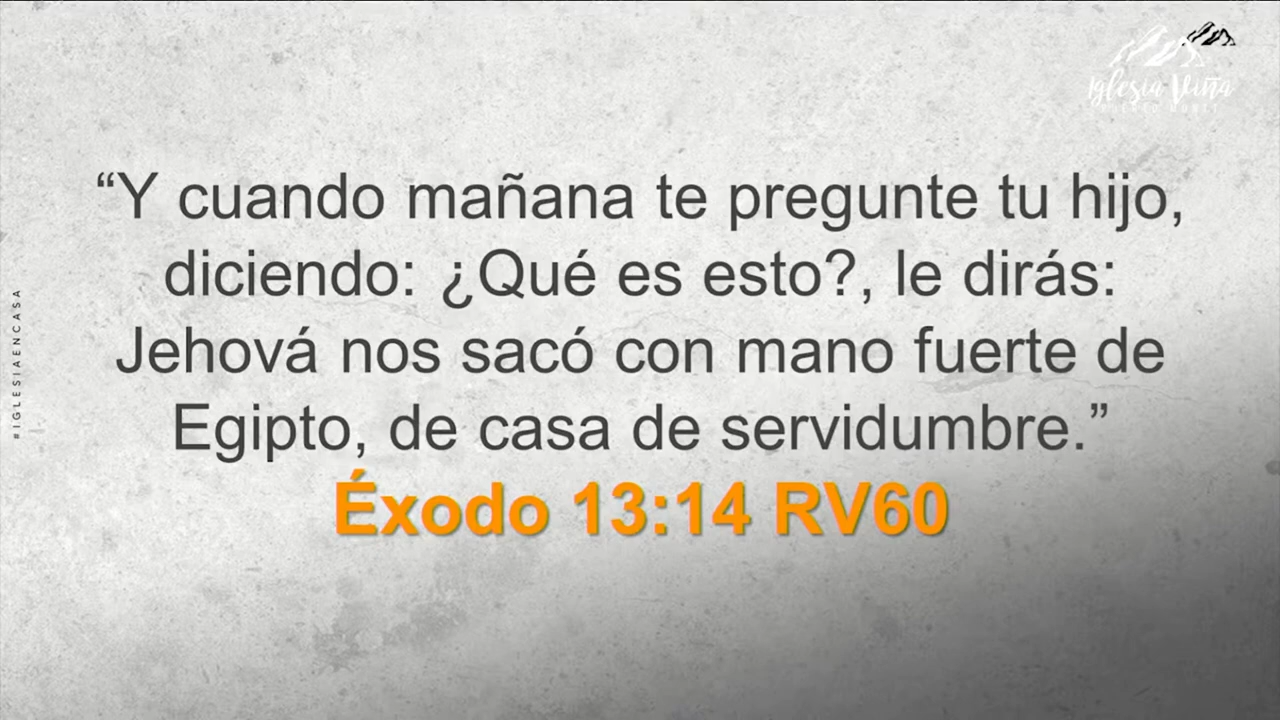 Iglesia Viña
#IGLESIAENCASA
“Y cuando mañana te pregunte tu hijo,
diciendo: ¿Qué es esto?, le dirás:
Jehová nos sacó con mano fuerte de
Egipto, de casa de servidumbre.”
Éxodo 13:14 RV60